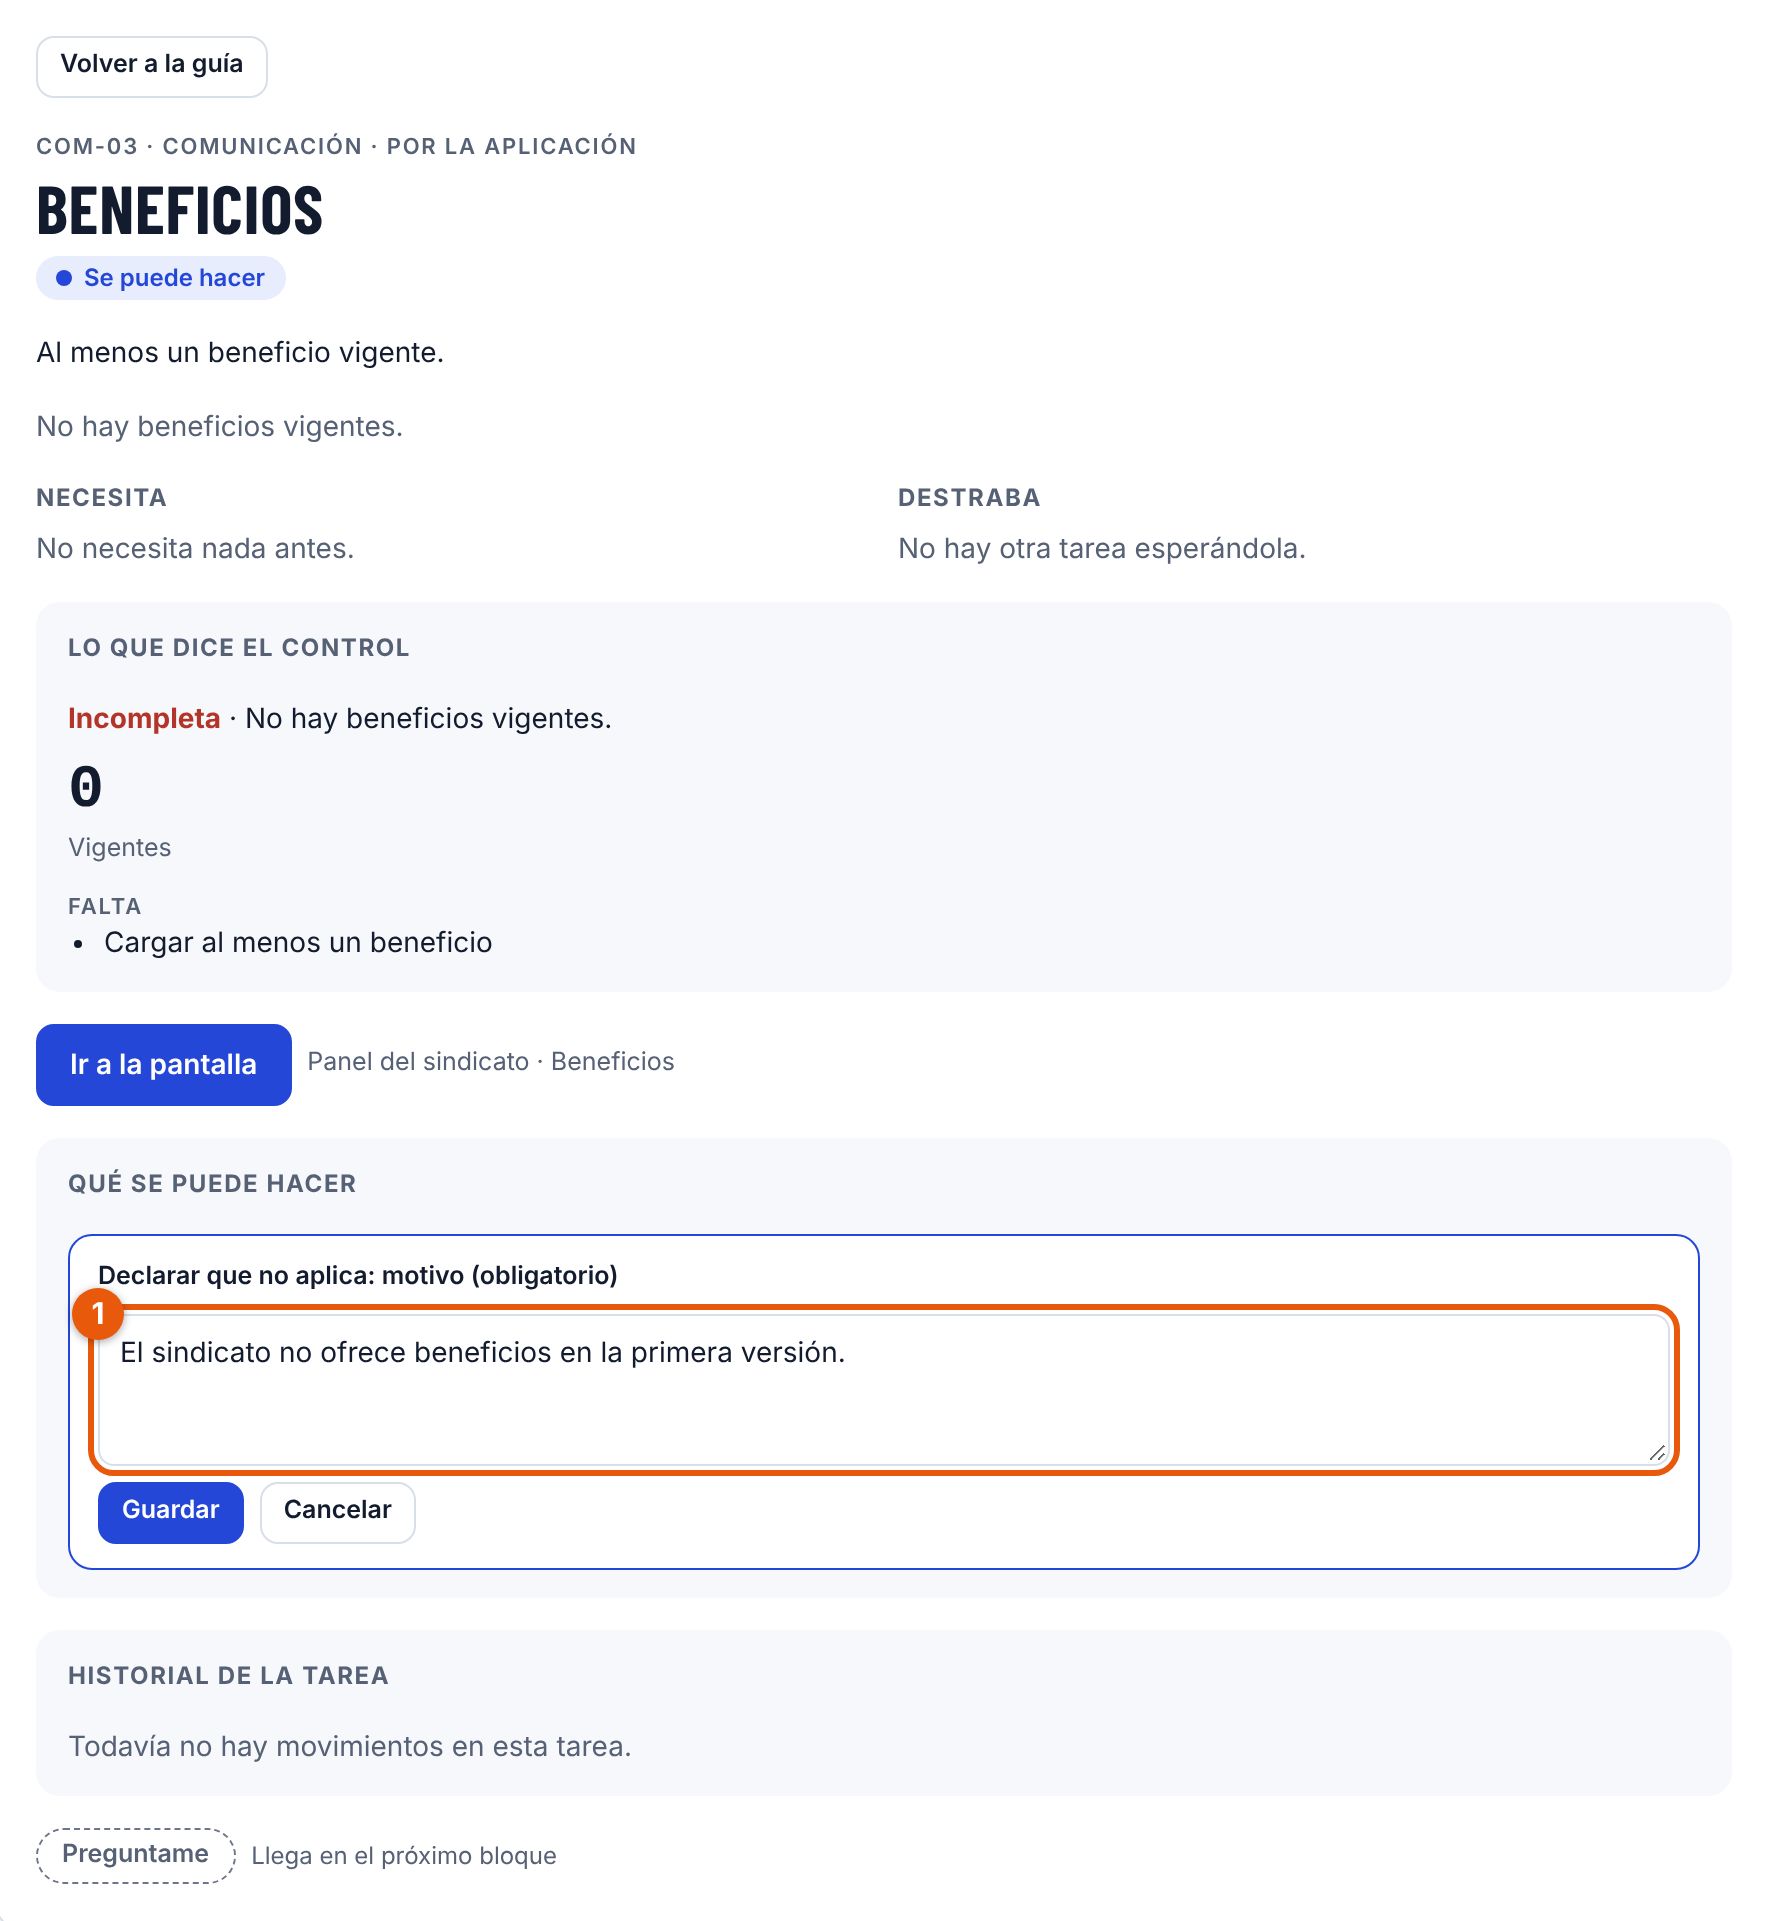 Volver a la guía
COM-03 · COMUNICACIÓN · POR LA APLICACIÓN
BENEFICIOS
Se puede hacer
Al menos un beneficio vigente.
No hay beneficios vigentes.
NECESITA
No necesita nada antes.
DESTRABA
No hay otra tarea esperándola.
LO QUE DICE EL CONTROL
Incompleta · No hay beneficios vigentes.
0
Vigentes
FALTA
• Cargar al menos un beneficio
Ir a la pantalla
Panel del sindicato · Beneficios
QUÉ SE PUEDE HACER
Declarar que no aplica: motivo (obligatorio)
1
El sindicato no ofrece beneficios en la primera versión.
Guardar
Cancelar
HISTORIAL DE LA TAREA
Todavía no hay movimientos en esta tarea.
Preguntame
Llega en el próximo bloque